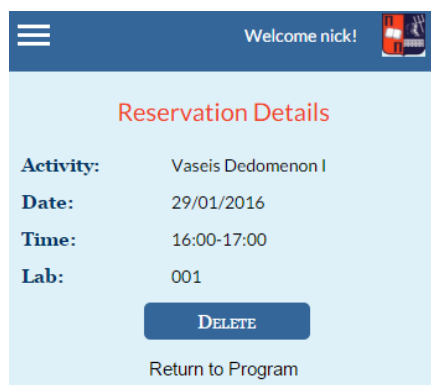 Welcome nick!
Reservation Details
Activity: Vaseis Dedomenon I
Date: 29/01/2016
Time: 16:00-17:00
Lab: 001
DELETE
Return to Program